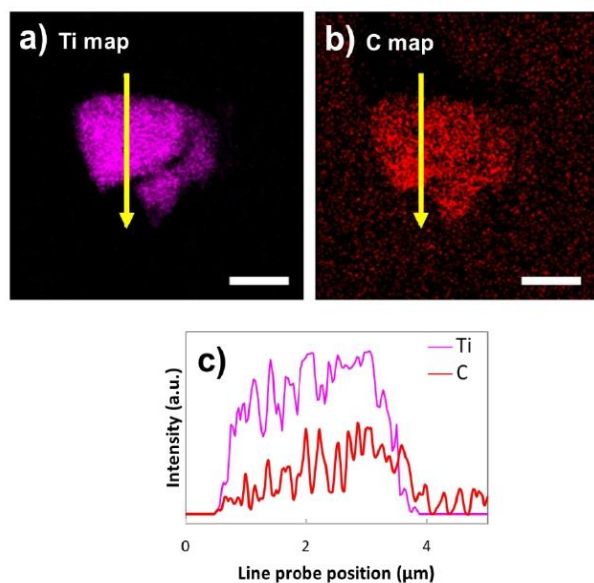 a) Ti map
b) C map
c)
Ti
C
Intensity (a.u.)
0
2
4
Line probe position (μm)